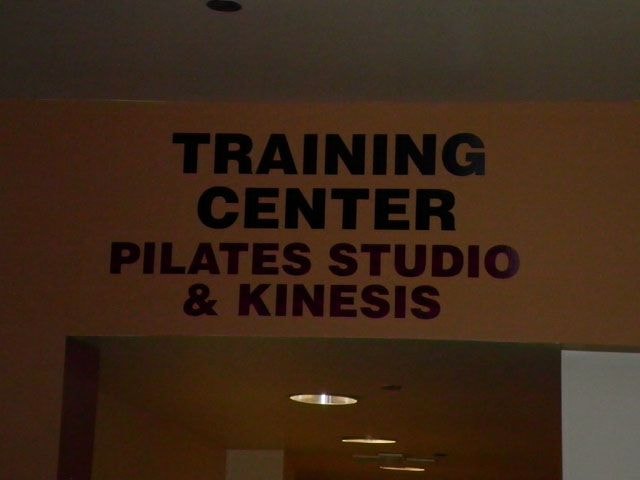 TRAINING
CENTER
PILATES STUDIO
& KINESIS